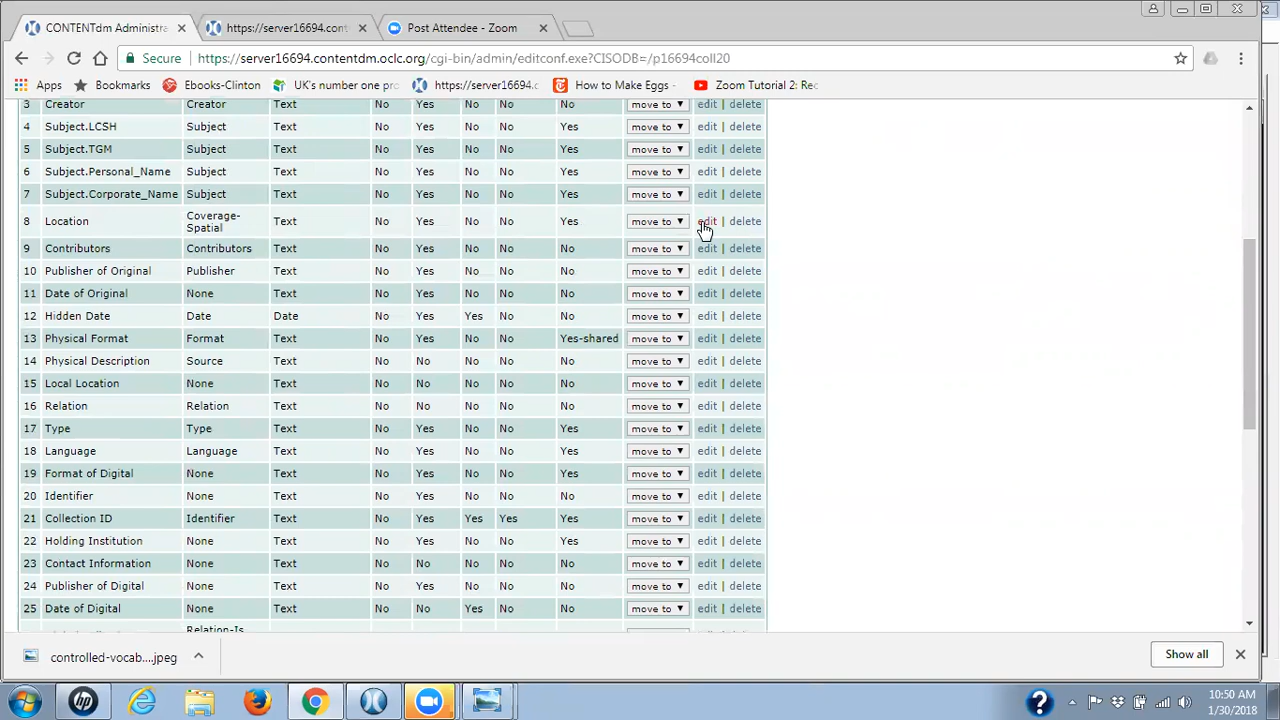 CONTENTdm Administra
https://server16694.cont
Post Attendee - Zoom
Secure
https://server16694.contentdm.oclc.org/cgi-bin/admin/editconf.exe?CISODB=/p16694coll20
Apps
Bookmarks
Ebooks-Clinton
UK's number one pro
https://server16694.c
How to Make Eggs -
Zoom Tutorial 2: Rec
3 Creator Creator Text No Yes No No No move to edit | delete
4 Subject.LCSH Subject Text No Yes No No Yes move to edit | delete
5 Subject.TGM Subject Text No Yes No No Yes move to edit | delete
6 Subject.Personal_Name Subject Text No Yes No No Yes move to edit | delete
7 Subject.Corporate_Name Subject Text No Yes No No Yes move to edit | delete
8 Location Coverage-Spatial Text No Yes No No Yes move to edit | delete
9 Contributors Contributors Text No Yes No No No move to edit | delete
10 Publisher of Original Publisher Text No Yes No No No move to edit | delete
11 Date of Original None Text No Yes No No No move to edit | delete
12 Hidden Date Date Date No Yes Yes No No move to edit | delete
13 Physical Format Format Text No Yes No No Yes-shared move to edit | delete
14 Physical Description Source Text No No No No No move to edit | delete
15 Local Location None Text No No No No No move to edit | delete
16 Relation Relation Text No No No No No move to edit | delete
17 Type Type Text No Yes No No Yes move to edit | delete
18 Language Language Text No Yes No No Yes move to edit | delete
19 Format of Digital None Text No Yes No No Yes move to edit | delete
20 Identifier None Text No Yes No No No move to edit | delete
21 Collection ID Identifier Text No Yes Yes Yes Yes move to edit | delete
22 Holding Institution None Text No Yes No No Yes move to edit | delete
23 Contact Information None Text No No No No No move to edit | delete
24 Publisher of Digital None Text No Yes No No No move to edit | delete
25 Date of Digital None Text No No Yes No No move to edit | delete
Relation-Is
controlled-vocab....jpeg
Show all
10:50 AM
1/30/2018